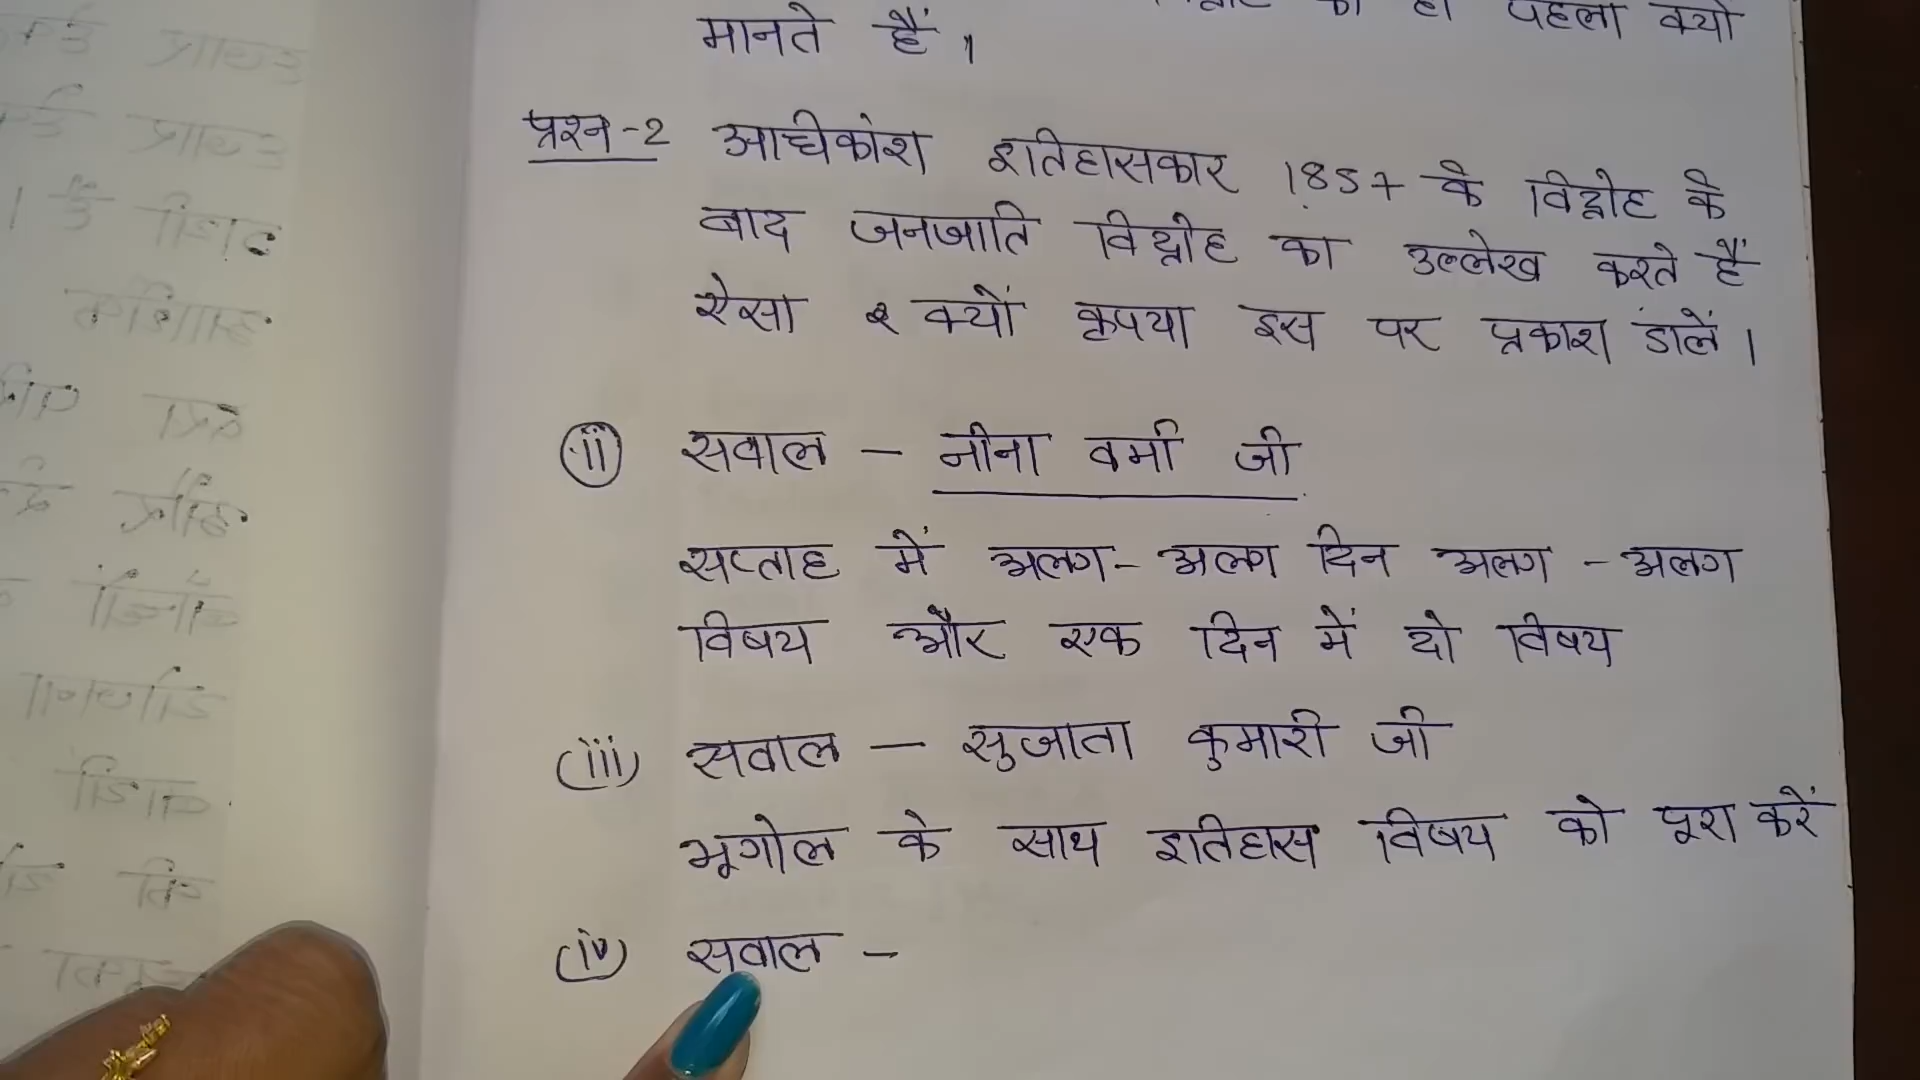 पहला क्यों
मानते हैं।
प्रश्न-2 अधिकांश इतिहासकार 1857 के विद्रोह के
बाद जनजाति विद्रोह का उल्लेख करते हैं
ऐसा क्यों कृपया इस पर प्रकाश डालें।
(ii) सवाल - नीना वर्मा जी
सप्ताह में अलग-अलग दिन अलग-अलग
विषय और एक दिन में दो विषय
(iii) सवाल - सुजाता कुमारी जी
भूगोल के साथ इतिहास विषय को पूरा करें
(iv) सवाल -